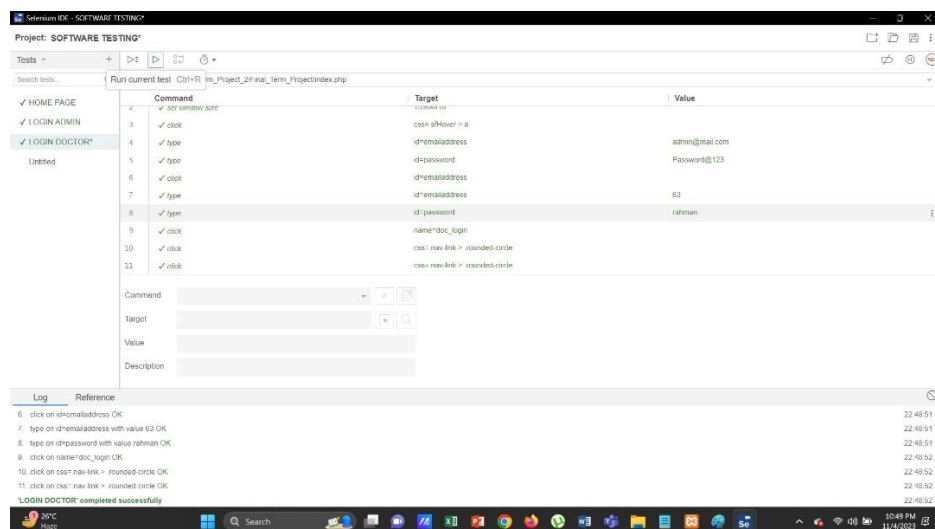 Selenium IDE - SOFTWARE TESTING*
Project: SOFTWARE TESTING*
Tests
Search tests...
Run current test Ctrl+R
rm_Project_2/Final_Term_Project/index.php
Command Target Value
✓ HOME PAGE
✓ LOGIN ADMIN
✓ LOGIN DOCTOR*
Untitled
2 ✓ set window size
3 ✓ click css=.sfHover > a
4 ✓ type id=emailaddress admin@mail.com
5 ✓ type id=password Password@123
6 ✓ click id=emailaddress
7 ✓ type id=emailaddress 63
8 ✓ type id=password rahman
9 ✓ click name=doc_login
10 ✓ click css=.nav-link > .rounded-circle
11 ✓ click css=.nav-link > .rounded-circle
Command
Target
Value
Description
Log Reference
6. click on id=emailaddress OK 22:48:51
7. type on id=emailaddress with value 63 OK 22:48:51
8. type on id=password with value rahman OK 22:48:51
9. click on name=doc_login OK 22:48:52
10. click on css=.nav-link > .rounded-circle OK 22:48:52
11. click on css=.nav-link > .rounded-circle OK 22:48:52
'LOGIN DOCTOR' completed successfully 22:48:52
26°C
Haze
Search
10:49 PM
11/4/2023